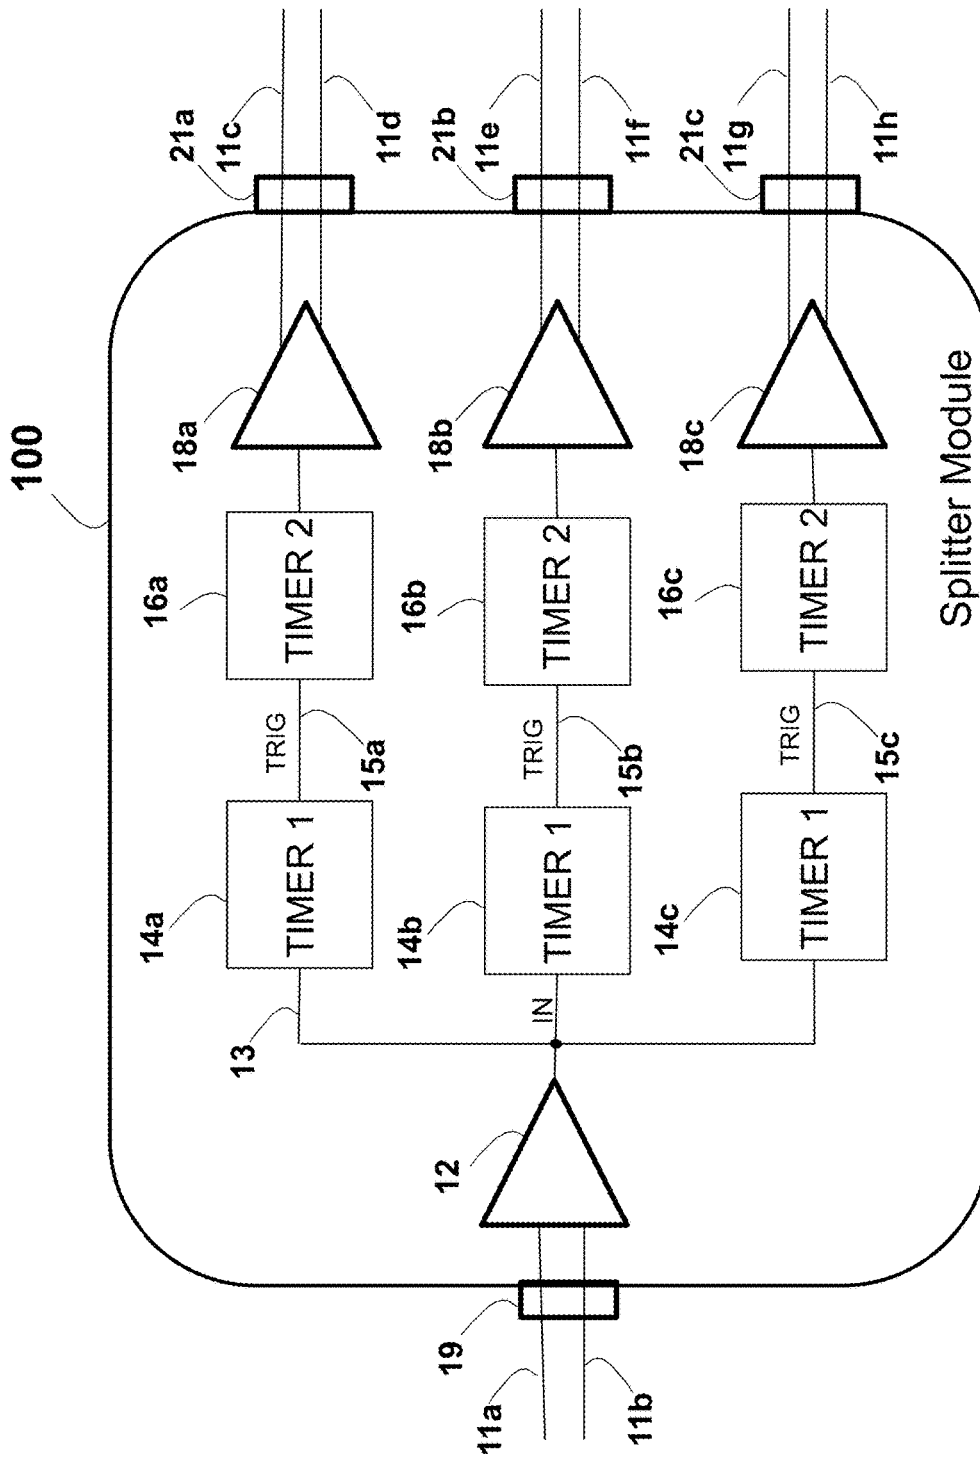 100
21a
11c
11d
21b
11e
11f
21c
11g
11h
18a
18b
18c
16a
TIMER 2
16b
TIMER 2
16c
TIMER 2
TRIG
15a
TRIG
15b
TRIG
15c
14a
TIMER 1
14b
TIMER 1
14c
TIMER 1
13
IN
12
19
11a
11b
Splitter Module